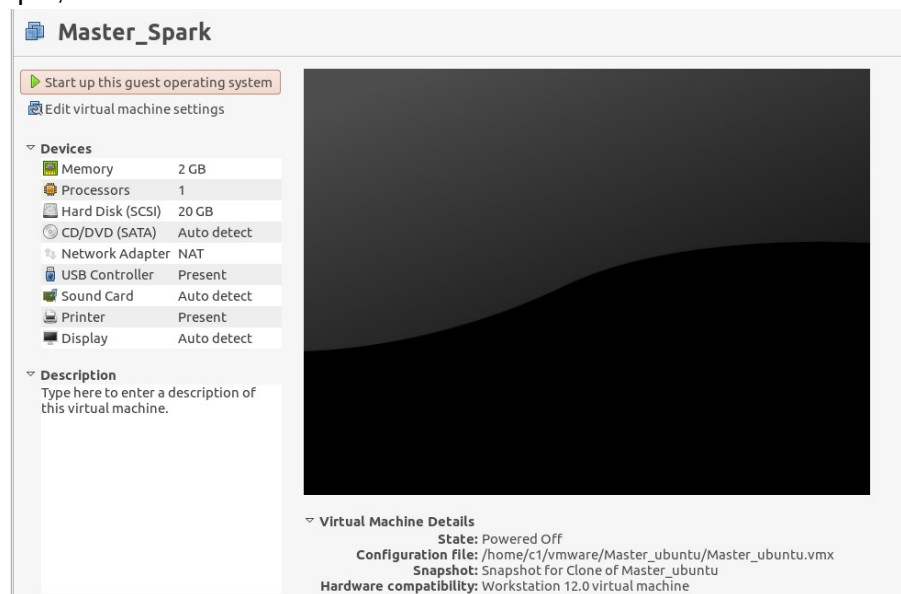 Master_Spark
Start up this guest operating system
Edit virtual machine settings
Devices
Memory 2 GB
Processors 1
Hard Disk (SCSI) 20 GB
CD/DVD (SATA) Auto detect
Network Adapter NAT
USB Controller Present
Sound Card Auto detect
Printer Present
Display Auto detect
Description
Type here to enter a description of
this virtual machine.
Virtual Machine Details
State: Powered Off
Configuration file: /home/c1/vmware/Master_ubuntu/Master_ubuntu.vmx
Snapshot: Snapshot for Clone of Master_ubuntu
Hardware compatibility: Workstation 12.0 virtual machine